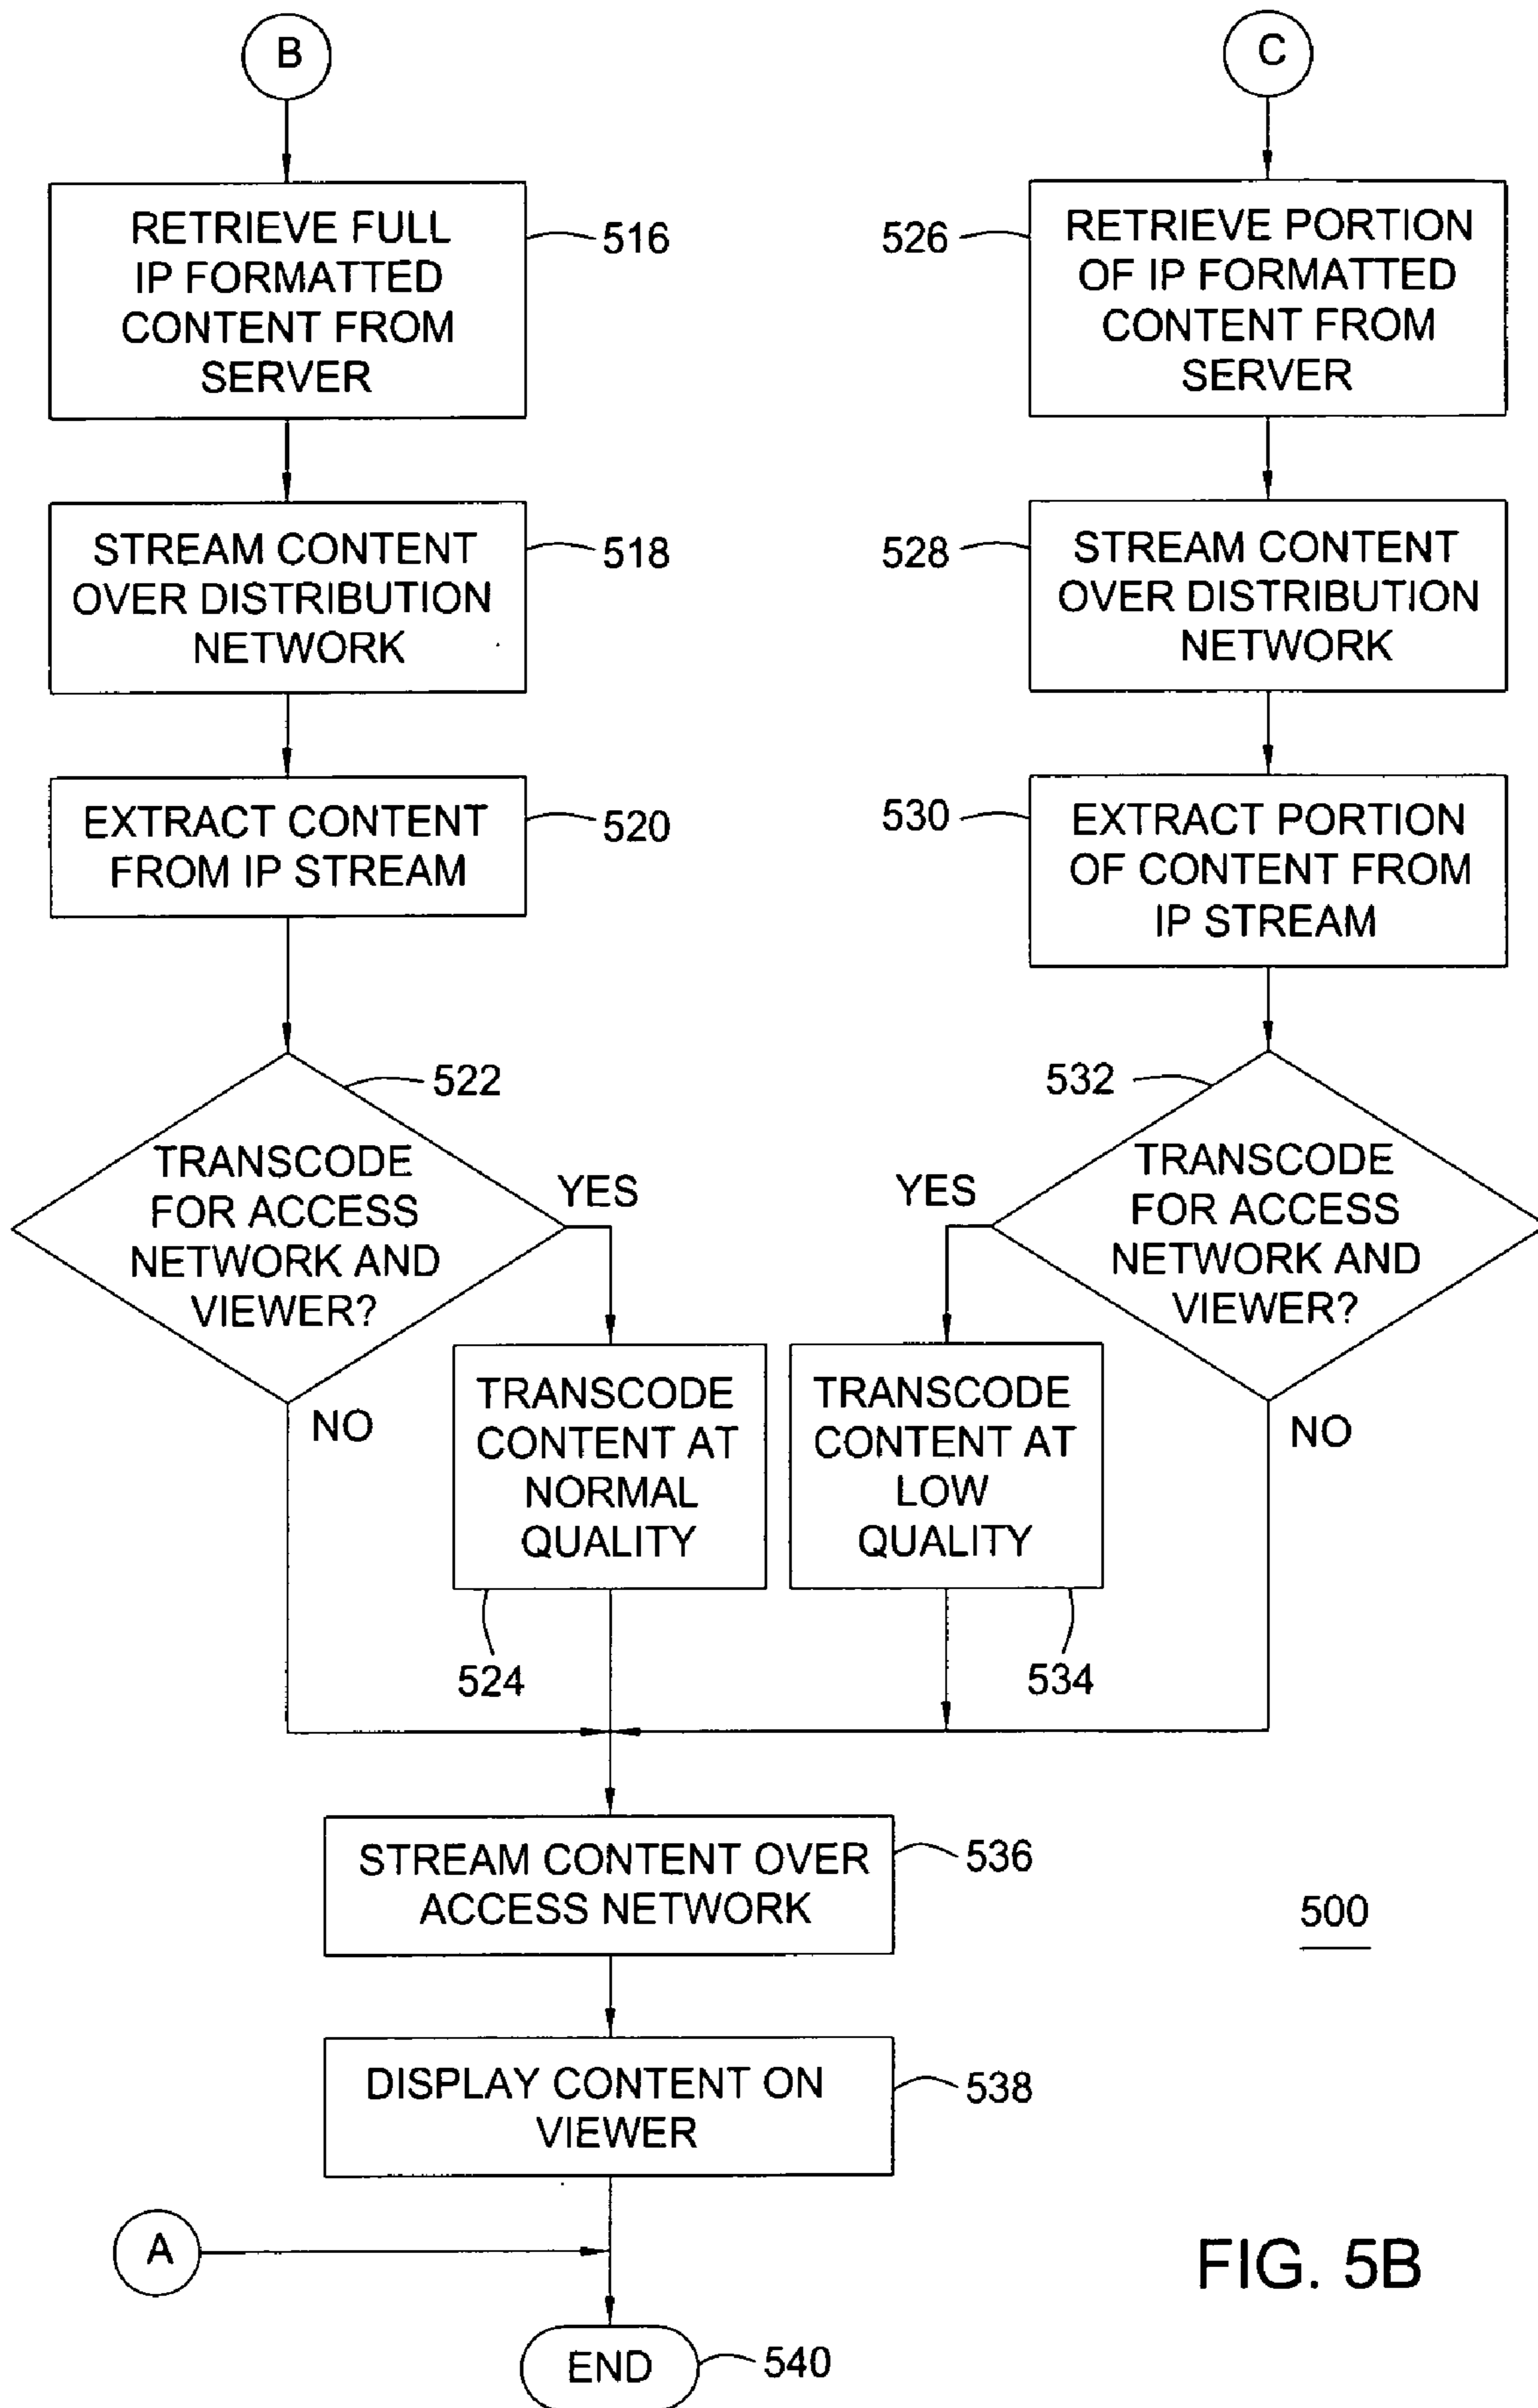 B
C
RETRIEVE FULL
IP FORMATTED
CONTENT FROM
SERVER
516
526
RETRIEVE PORTION
OF IP FORMATTED
CONTENT FROM
SERVER
STREAM CONTENT
OVER DISTRIBUTION
NETWORK
518
528
STREAM CONTENT
OVER DISTRIBUTION
NETWORK
EXTRACT CONTENT
FROM IP STREAM
520
530
EXTRACT PORTION
OF CONTENT FROM
IP STREAM
522
532
TRANSCODE
FOR ACCESS
NETWORK AND
VIEWER?
YES
YES
TRANSCODE
FOR ACCESS
NETWORK AND
VIEWER?
NO
NO
TRANSCODE
CONTENT AT
NORMAL
QUALITY
TRANSCODE
CONTENT AT
LOW
QUALITY
524
534
STREAM CONTENT OVER
ACCESS NETWORK
536
500
DISPLAY CONTENT ON
VIEWER
538
A
FIG. 5B
END
540